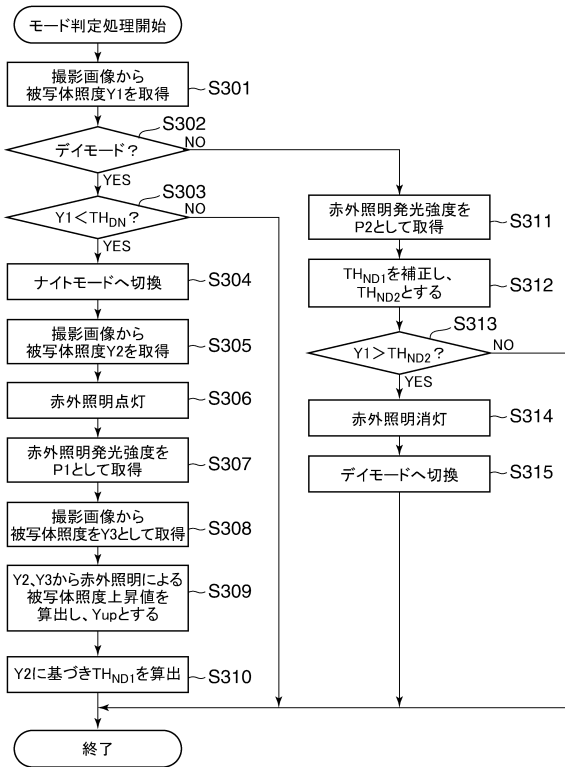 モード判定処理開始
撮影画像から
被写体照度Y1を取得
S301
デイモード?
S302
NO
YES
Y1<TH_DN?
S303
NO
YES
ナイトモードへ切換
S304
撮影画像から
被写体照度Y2を取得
S305
赤外照明点灯
S306
赤外照明発光強度を
P1として取得
S307
撮影画像から
被写体照度をY3として取得
S308
Y2、Y3から赤外照明による
被写体照度上昇値を
算出し、Yupとする
S309
Y2に基づきTH_ND1を算出
S310
終了
赤外照明発光強度を
P2として取得
S311
TH_ND1を補正し、
TH_ND2とする
S312
Y1>TH_ND2?
S313
NO
YES
赤外照明消灯
S314
デイモードへ切換
S315